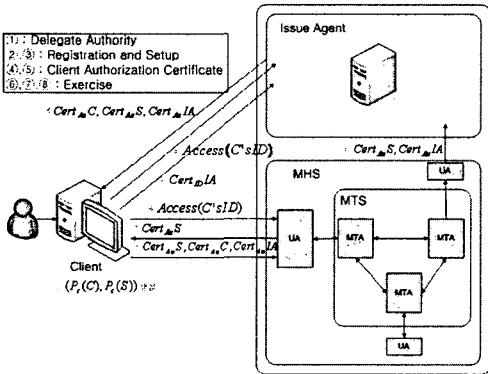 ①: Delegate Authority
2, ③: Registration and Setup
④, ⑤: Client Authorization Certificate
⑥, ⑦, ⑧: Exercise
Issue Agent
Cert_Au C, Cert_Au S, Cert_Au IA
Access(C'sID)
Cert_ID IA
Cert_Au S, Cert_Au IA
UA
MHS
MTS
Access(C'sID)
Cert_Au S
Cert_Au S, Cert_Au C, Cert_Au IA
UA
MTA
MTA
MTA
UA
Client
(P_r(C), P_r(S))